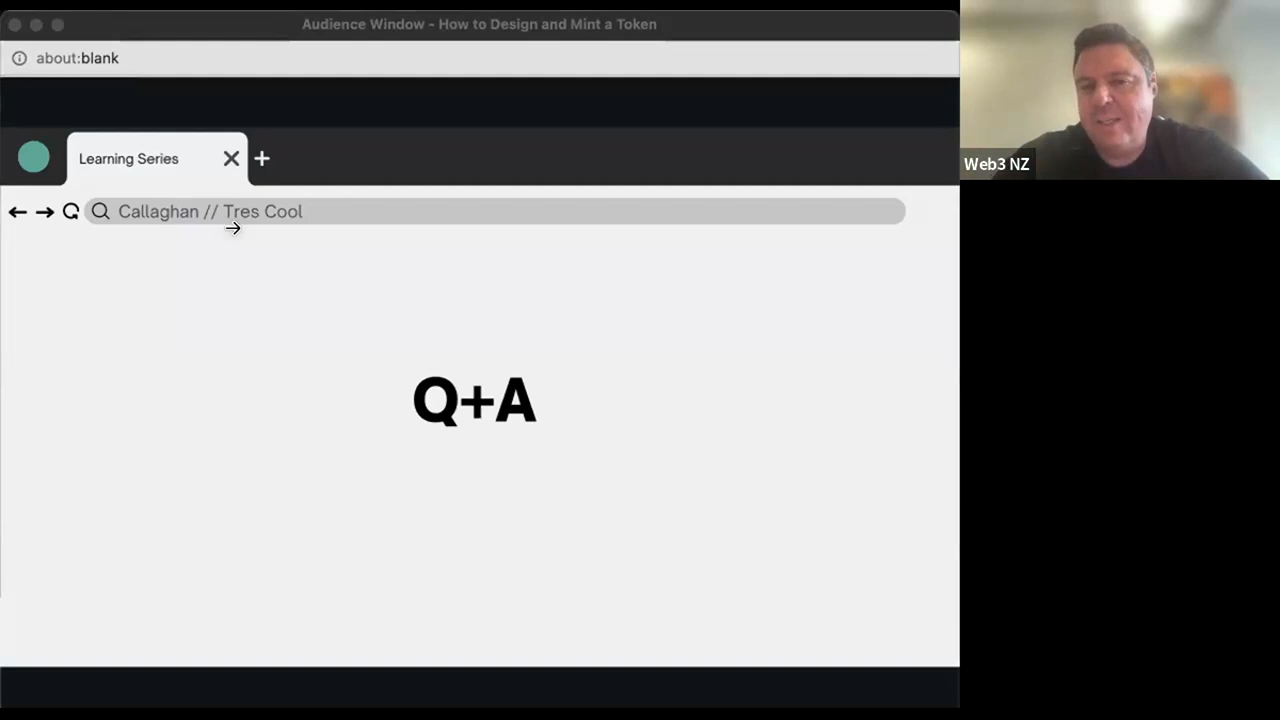 Audience Window - How to Design and Mint a Token
about:blank
Learning Series
Callaghan // Tres Cool
Q+A
Web3 NZ